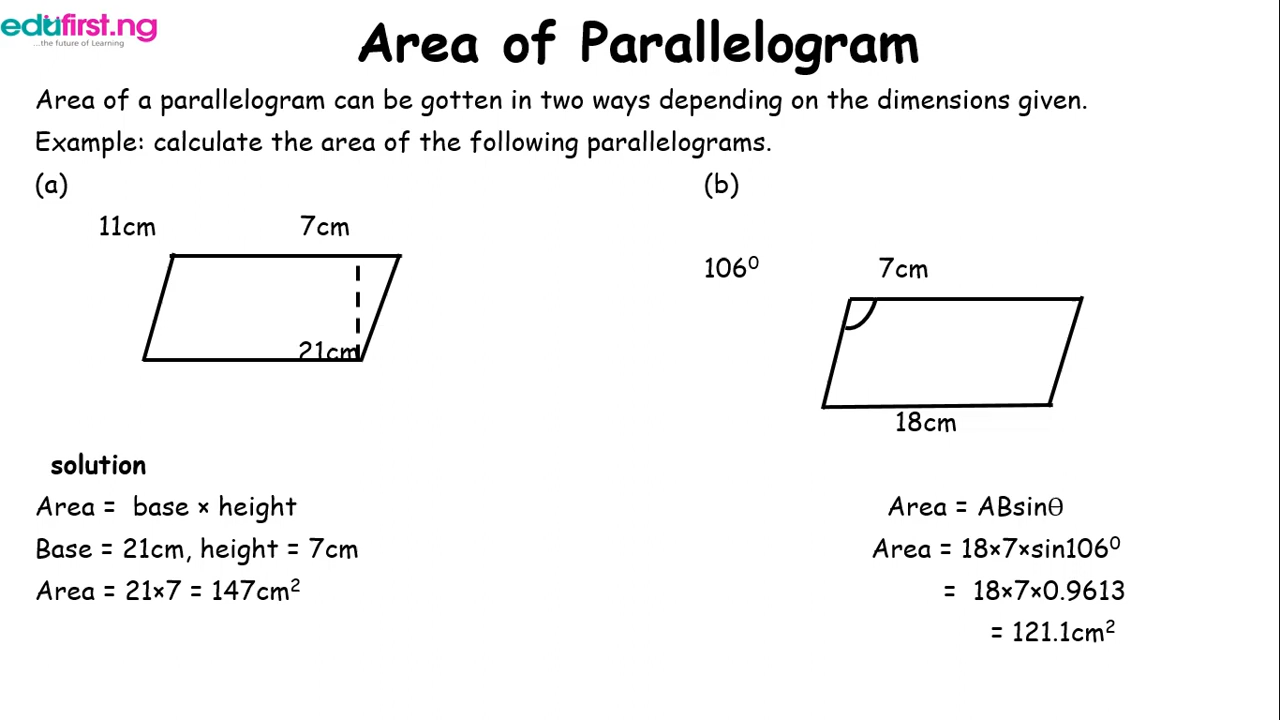 edufirst.ng
...the future of Learning
Area of Parallelogram
Area of a parallelogram can be gotten in two ways depending on the dimensions given.
Example: calculate the area of the following parallelograms.
(a)
11cm 7cm
21cm
(b)
106⁰ 7cm
18cm
solution
Area = base × height
Base = 21cm, height = 7cm
Area = 21×7 = 147cm²
Area = ABsinθ
Area = 18×7×sin106⁰
= 18×7×0.9613
= 121.1cm²